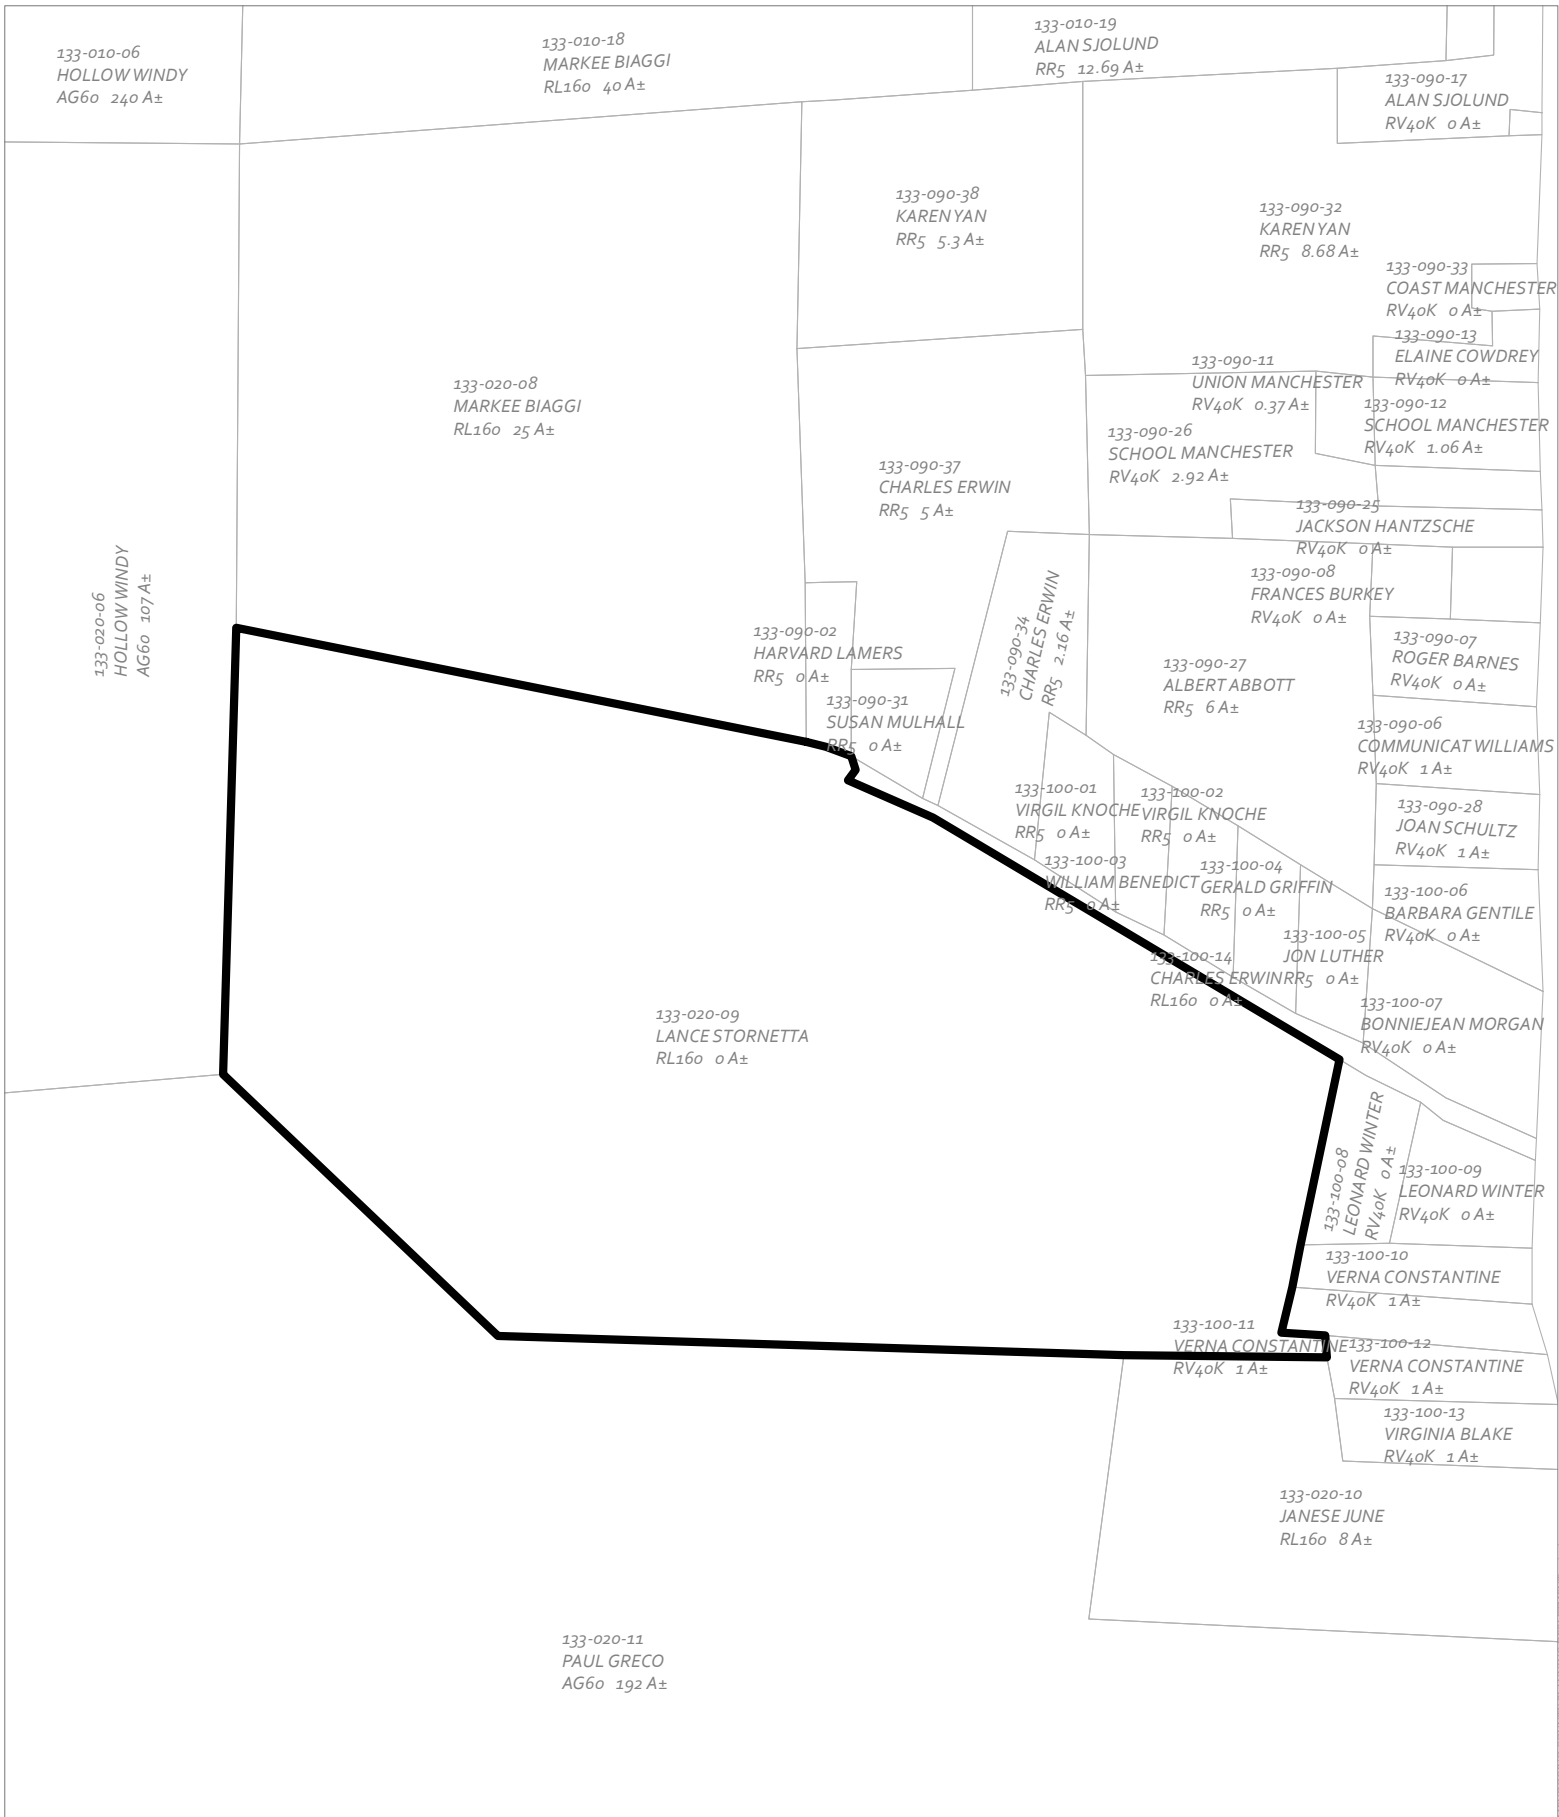 133-010-06
HOLLOW WINDY
AG60 240 A±
133-010-18
MARKEE BIAGGI
RL160 40 A±
133-010-19
ALAN SJOLUND
RR5 12.69 A±
133-090-17
ALAN SJOLUND
RV40K 0 A±
133-090-38
KAREN YAN
RR5 5.3 A±
133-090-32
KAREN YAN
RR5 8.68 A±
133-090-33
COAST MANCHESTER
RV40K 0 A±
133-090-13
ELAINE COWDREY
RV40K 0 A±
133-090-11
UNION MANCHESTER
RV40K 0.37 A±
133-090-12
SCHOOL MANCHESTER
RV40K 1.06 A±
133-020-08
MARKEE BIAGGI
RL160 25 A±
133-090-26
SCHOOL MANCHESTER
RV40K 2.92 A±
133-090-37
CHARLES ERWIN
RR5 5 A±
133-090-25
JACKSON HANTZSCHE
RV40K 0 A±
133-020-06
HOLLOW WINDY
AG60 107 A±
133-090-08
FRANCES BURKEY
RV40K 0 A±
133-090-34
CHARLES ERWIN
RR5 2.16 A±
133-090-02
HARVARD LAMERS
RR5 0 A±
133-090-07
ROGER BARNES
RV40K 0 A±
133-090-27
ALBERT ABBOTT
RR5 6 A±
133-090-31
SUSAN MULHALL
RR5 0 A±
133-090-06
COMMUNICAT WILLIAMS
RV40K 1 A±
133-100-01
VIRGIL KNOCHE
RR5 0 A±
133-100-02
VIRGIL KNOCHE
RR5 0 A±
133-090-28
JOAN SCHULTZ
RV40K 1 A±
133-100-03
WILLIAM BENEDICT
RR5 0 A±
133-100-04
GERALD GRIFFIN
RR5 0 A±
133-100-06
BARBARA GENTILE
RV40K 0 A±
133-100-05
JON LUTHER
RR5 0 A±
133-100-14
CHARLES ERWIN
RL160 0 A±
133-100-07
BONNIEJEAN MORGAN
RV40K 0 A±
133-020-09
LANCE STORNETTA
RL160 0 A±
133-100-08
LEONARD WINTER
RV40K 0 A±
133-100-09
LEONARD WINTER
RV40K 0 A±
133-100-10
VERNA CONSTANTINE
RV40K 1 A±
133-100-11
VERNA CONSTANTINE
RV40K 1 A±
133-100-12
VERNA CONSTANTINE
RV40K 1 A±
133-100-13
VIRGINIA BLAKE
RV40K 1 A±
133-020-10
JANESE JUNE
RL160 8 A±
133-020-11
PAUL GRECO
AG60 192 A±